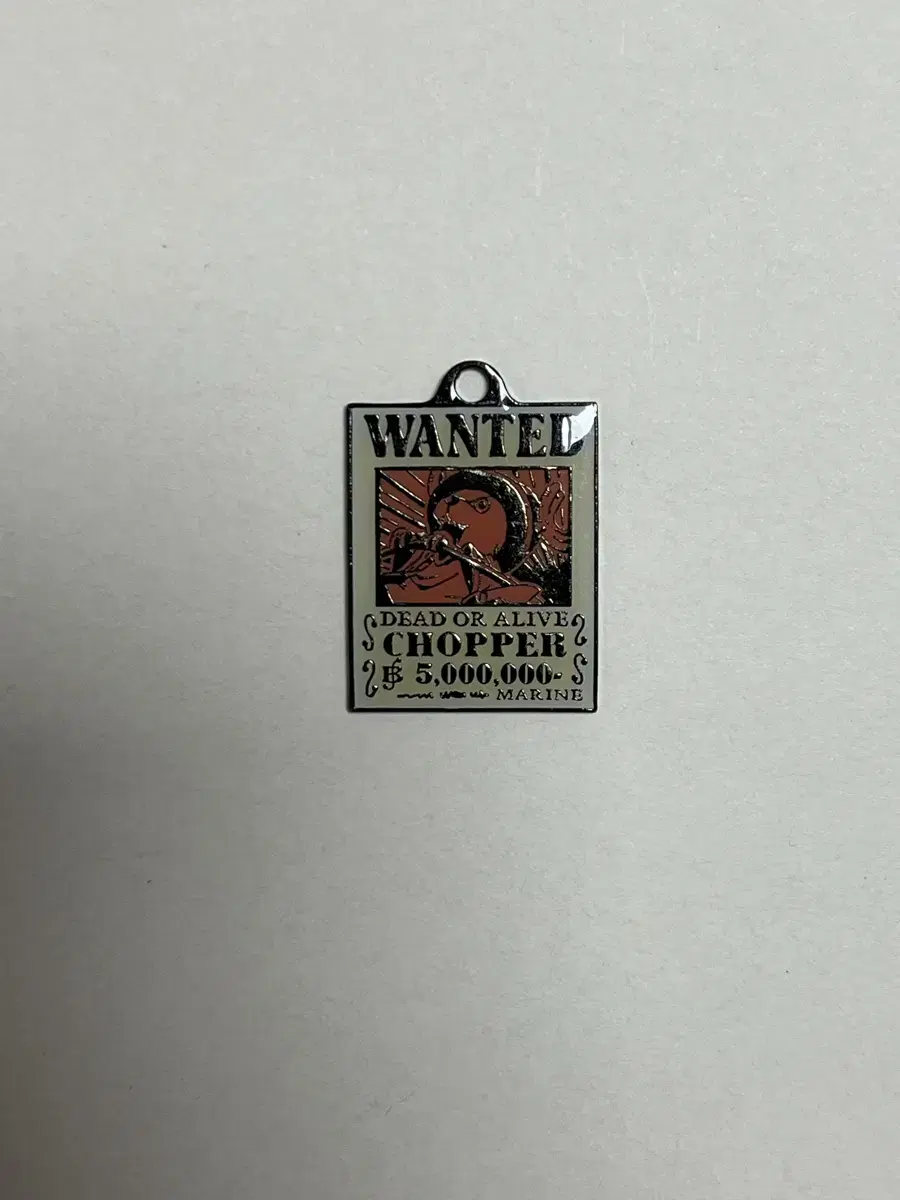 WANTED
DEAD OR ALIVE
CHOPPER
฿ 5,000,000-
MARINE